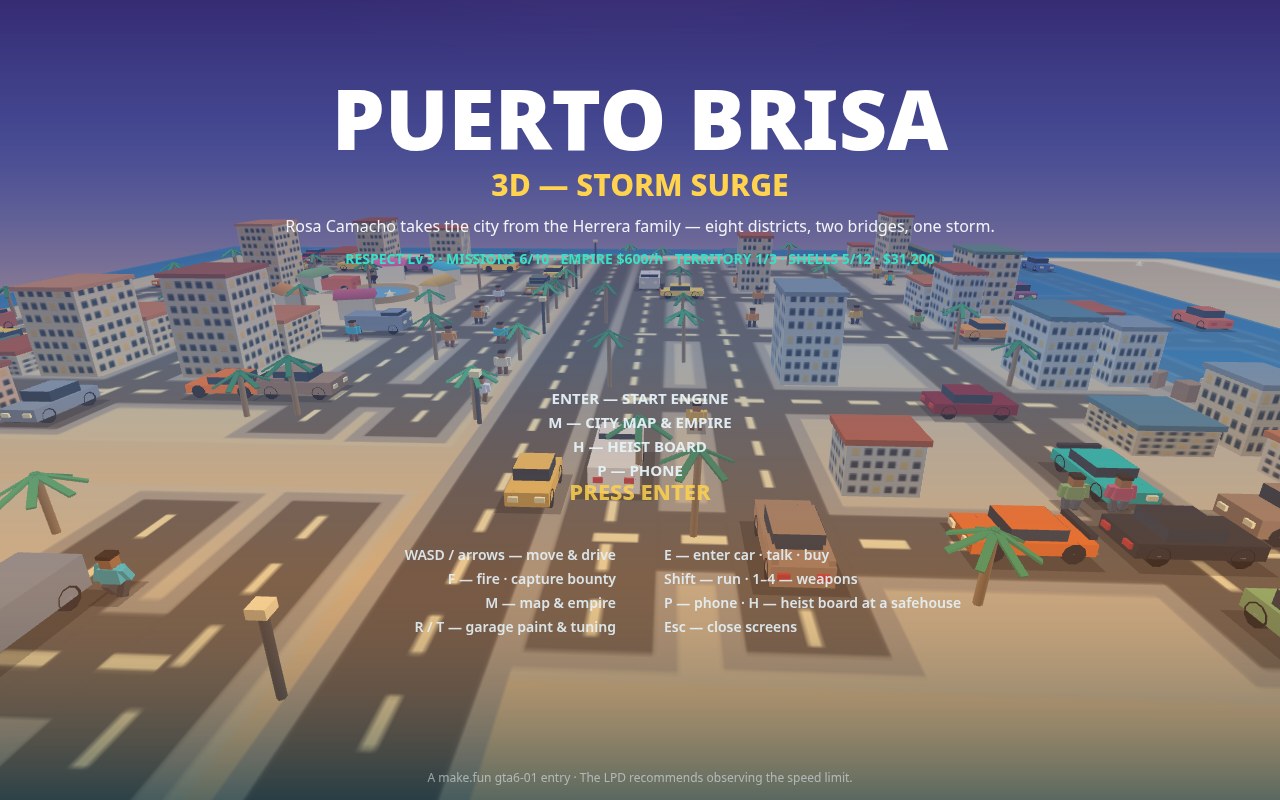 PUERTO BRISA
3D — STORM SURGE
Rosa Camacho takes the city from the Herrera family — eight districts, two bridges, one storm.
RESPECT Lv 3 · MISSIONS 6/10 · EMPIRE $600/h · TERRITORY 1/3 · SHELLS 5/12 · $31,200
ENTER — START ENGINE
M — CITY MAP & EMPIRE
H — HEIST BOARD
P — PHONE
PRESS ENTER
WASD / arrows — move & drive
F — fire · capture bounty
M — map & empire
R / T — garage paint & tuning
E — enter car · talk · buy
Shift — run · 1–4 — weapons
P — phone · H — heist board at a safehouse
Esc — close screens
A make.fun gta6-01 entry · The LPD recommends observing the speed limit.